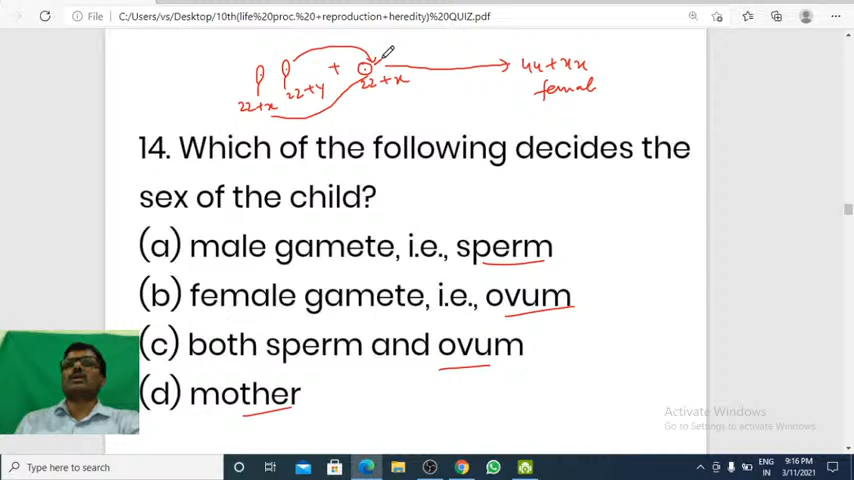 File
C:/Users/vs/Desktop/10th(life%20proc.%20+reproduction+heredity)%20QUIZ.pdf
+ 44+xx
22+x 22+y 22+x femal
14. Which of the following decides the
sex of the child?
(a) male gamete, i.e., sperm
(b) female gamete, i.e., ovum
(c) both sperm and ovum
(d) mother
Activate Windows
Go to Settings to activate Windows.
Type here to search
ENG
IN
9:16 PM
3/11/2021